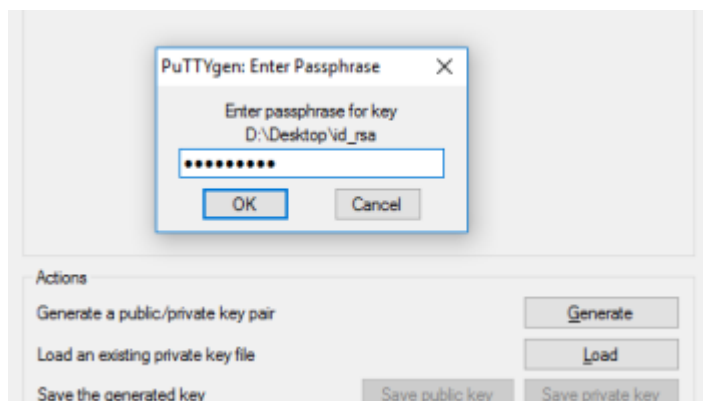 PuTTYgen: Enter Passphrase
Enter passphrase for key
D:\Desktop\id_rsa
•••••••••
OK Cancel
Actions
Generate a public/private key pair Generate
Load an existing private key file Load
Save the generated key Save public key Save private key